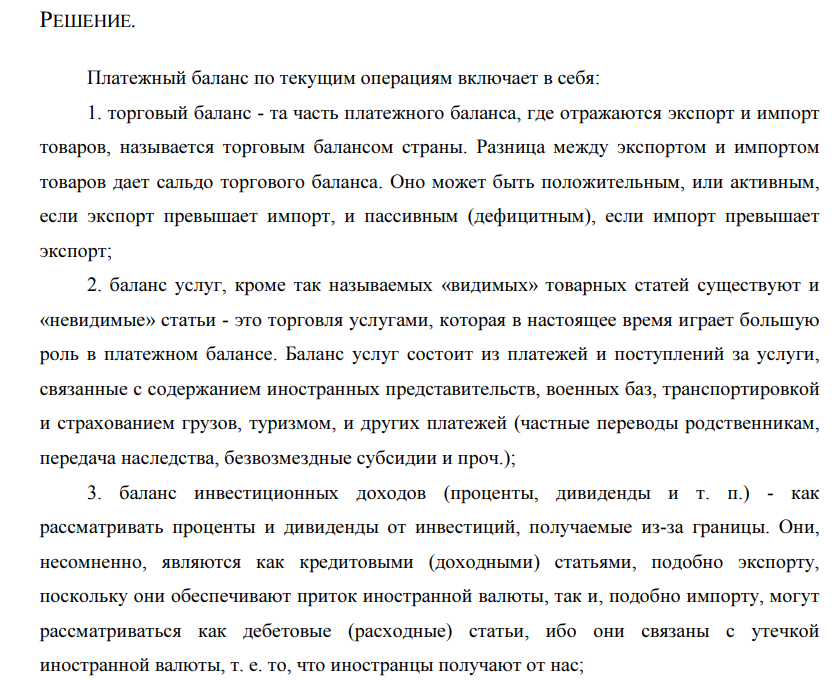 РЕШЕНИЕ.
Платежный баланс по текущим операциям включает в себя:
1. торговый баланс - та часть платежного баланса, где отражаются экспорт и импорт
товаров, называется торговым балансом страны. Разница между экспортом и импортом
товаров дает сальдо торгового баланса. Оно может быть положительным, или активным,
если экспорт превышает импорт, и пассивным (дефицитным), если импорт превышает
экспорт;
2. баланс услуг, кроме так называемых «видимых» товарных статей существуют и
«невидимые» статьи - это торговля услугами, которая в настоящее время играет большую
роль в платежном балансе. Баланс услуг состоит из платежей и поступлений за услуги,
связанные с содержанием иностранных представительств, военных баз, транспортировкой
и страхованием грузов, туризмом, и других платежей (частные переводы родственникам,
передача наследства, безвозмездные субсидии и проч.);
3. баланс инвестиционных доходов (проценты, дивиденды и т. п.) - как
рассматривать проценты и дивиденды от инвестиций, получаемые из-за границы. Они,
несомненно, являются как кредитовыми (доходными) статьями, подобно экспорту,
поскольку они обеспечивают приток иностранной валюты, так и, подобно импорту, могут
рассматриваться как дебетовые (расходные) статьи, ибо они связаны с утечкой
иностранной валюты, т. е. то, что иностранцы получают от нас;